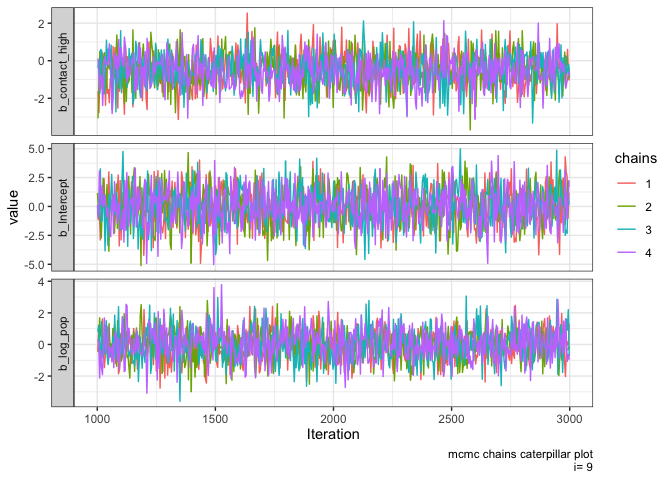 b_contact_high
2
0
-2
b_Intercept
5.0
2.5
0.0
-2.5
-5.0
b_log_pop
4
2
0
-2
value
1000
1500
2000
2500
3000
Iteration
chains
1
2
3
4
mcmc chains caterpillar plot
i= 9